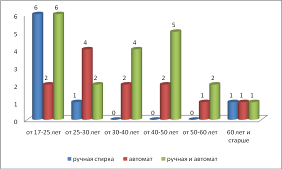 6
5
4
3
2
1
0
6 2 6
1 4 2
0 2 4
0 2 5
0 1 2
1 1 1
от 17-25 лет от 25-30 лет от 30-40 лет от 40-50 лет от 50-60 лет 60 лет и
старше
ручная стирка автомат ручная и автомат